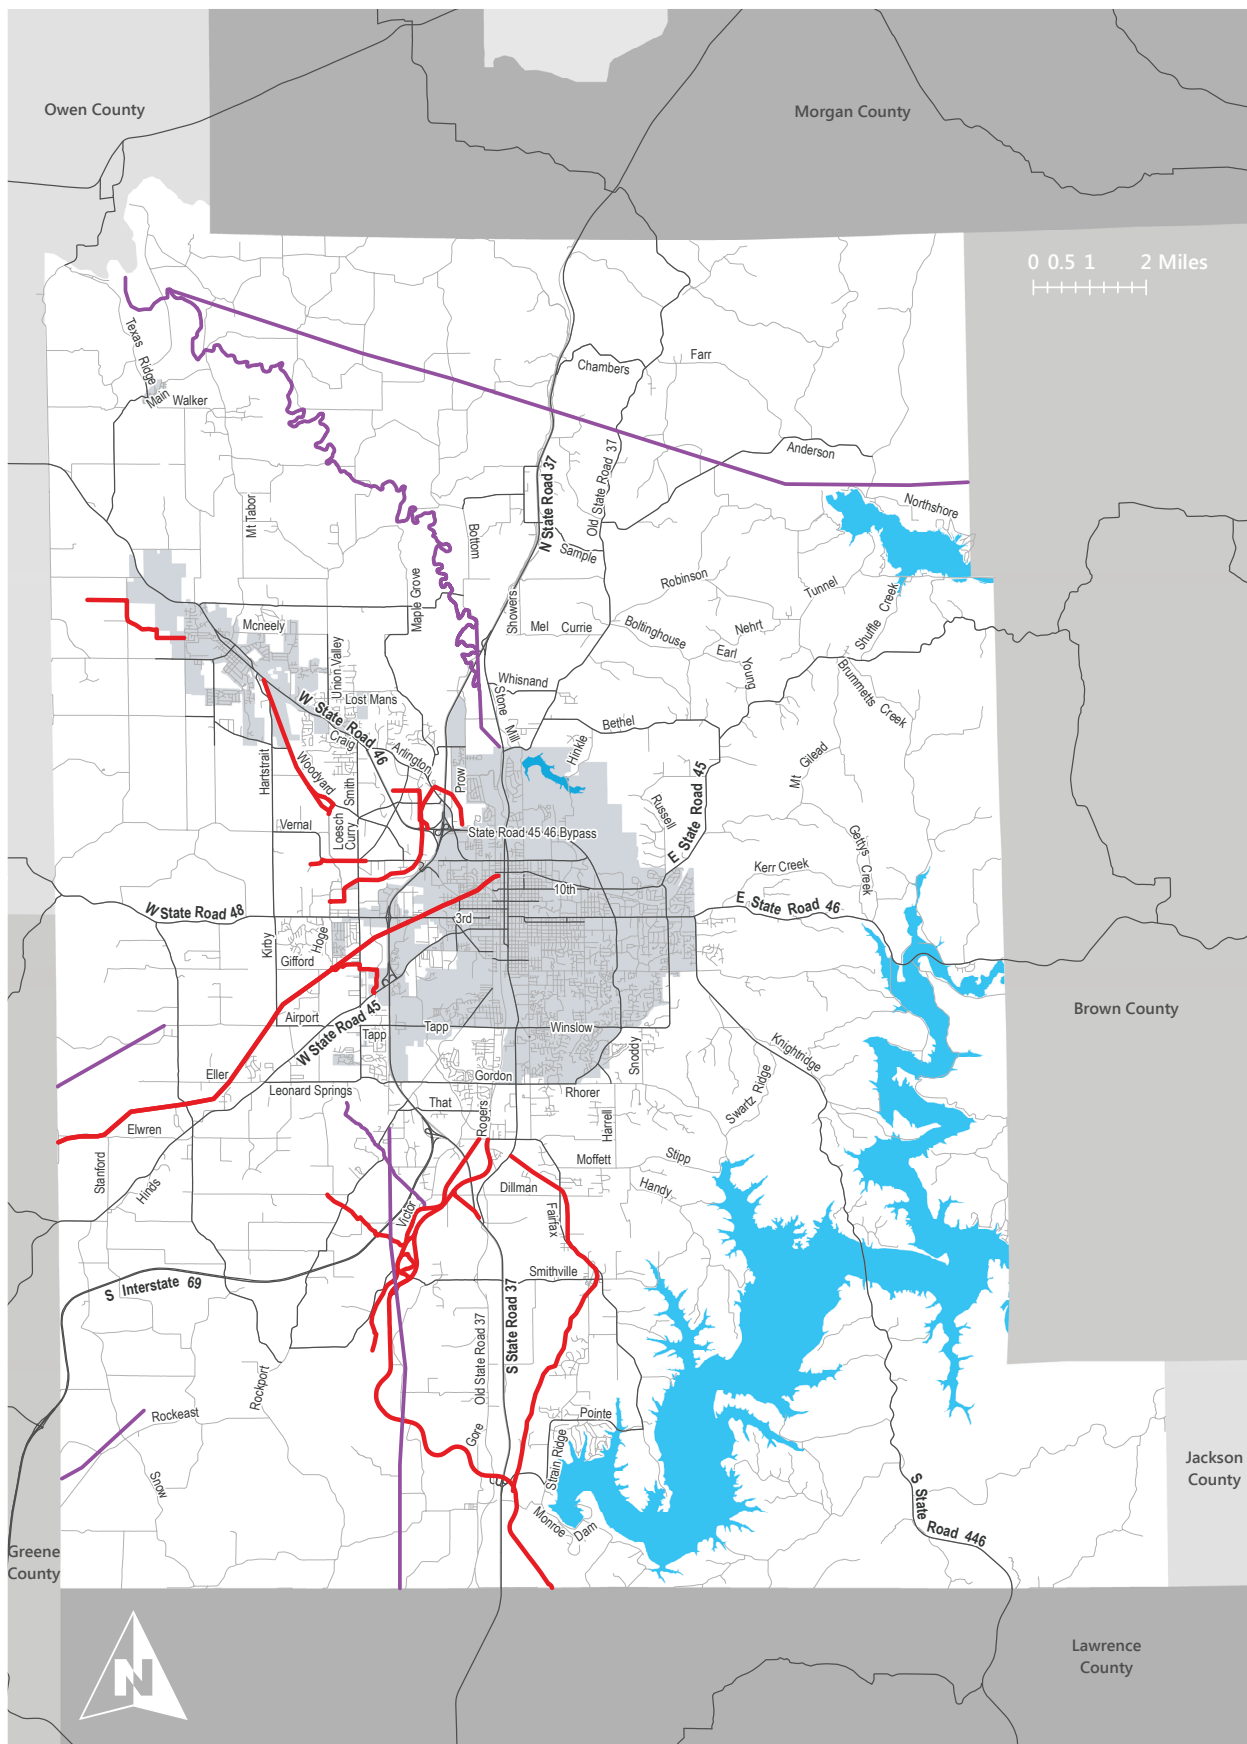 Owen County
Morgan County
0 0.5 1 2 Miles
Texas Ridge
Chambers
Farr
Main
Walker
Old State Road 37
Anderson
N State Road 37
Northshore
Mt Tabor
Bottom
Sample
Robinson
Tunnel
Maple Grove
Showers
Shuffle Creek
Mcneely
Mel Currie
Boltinghouse
Nehrt
Earl Young
Union Valley
Whisnand
Brummetts Creek
Lost Mans
W State Road 46
Stone Mill
Bethel
Craig
Arlington
Hinkle
Mt Gilead
Hartstrait
Woodyard
Smith
Prow
E State Road 45
Russell
Vernal
Loesch
Curry
State Road 45 46 Bypass
Gettys Creek
Kerr Creek
10th
W State Road 48
3rd
E State Road 46
Kirby
Hoge
Gifford
Brown County
Airport
W State Road 45
Tapp
Tapp
Winslow
Knightridge
Snoddy
Eller
Gordon
Leonard Springs
Rhorer
Swartz Ridge
That
Rogers
Harrell
Elwren
Stanford
Hinds
Moffett
Stipp
Dillman
Handy
Victor
Fairfax
Smithville
S Interstate 69
Old State Road 37
S State Road 37
Rockport
Rockeast
Pointe
Gore
Strain Ridge
Snow
Jackson
County
S State Road 446
Monroe Dam
Greene
County
N
Lawrence
County